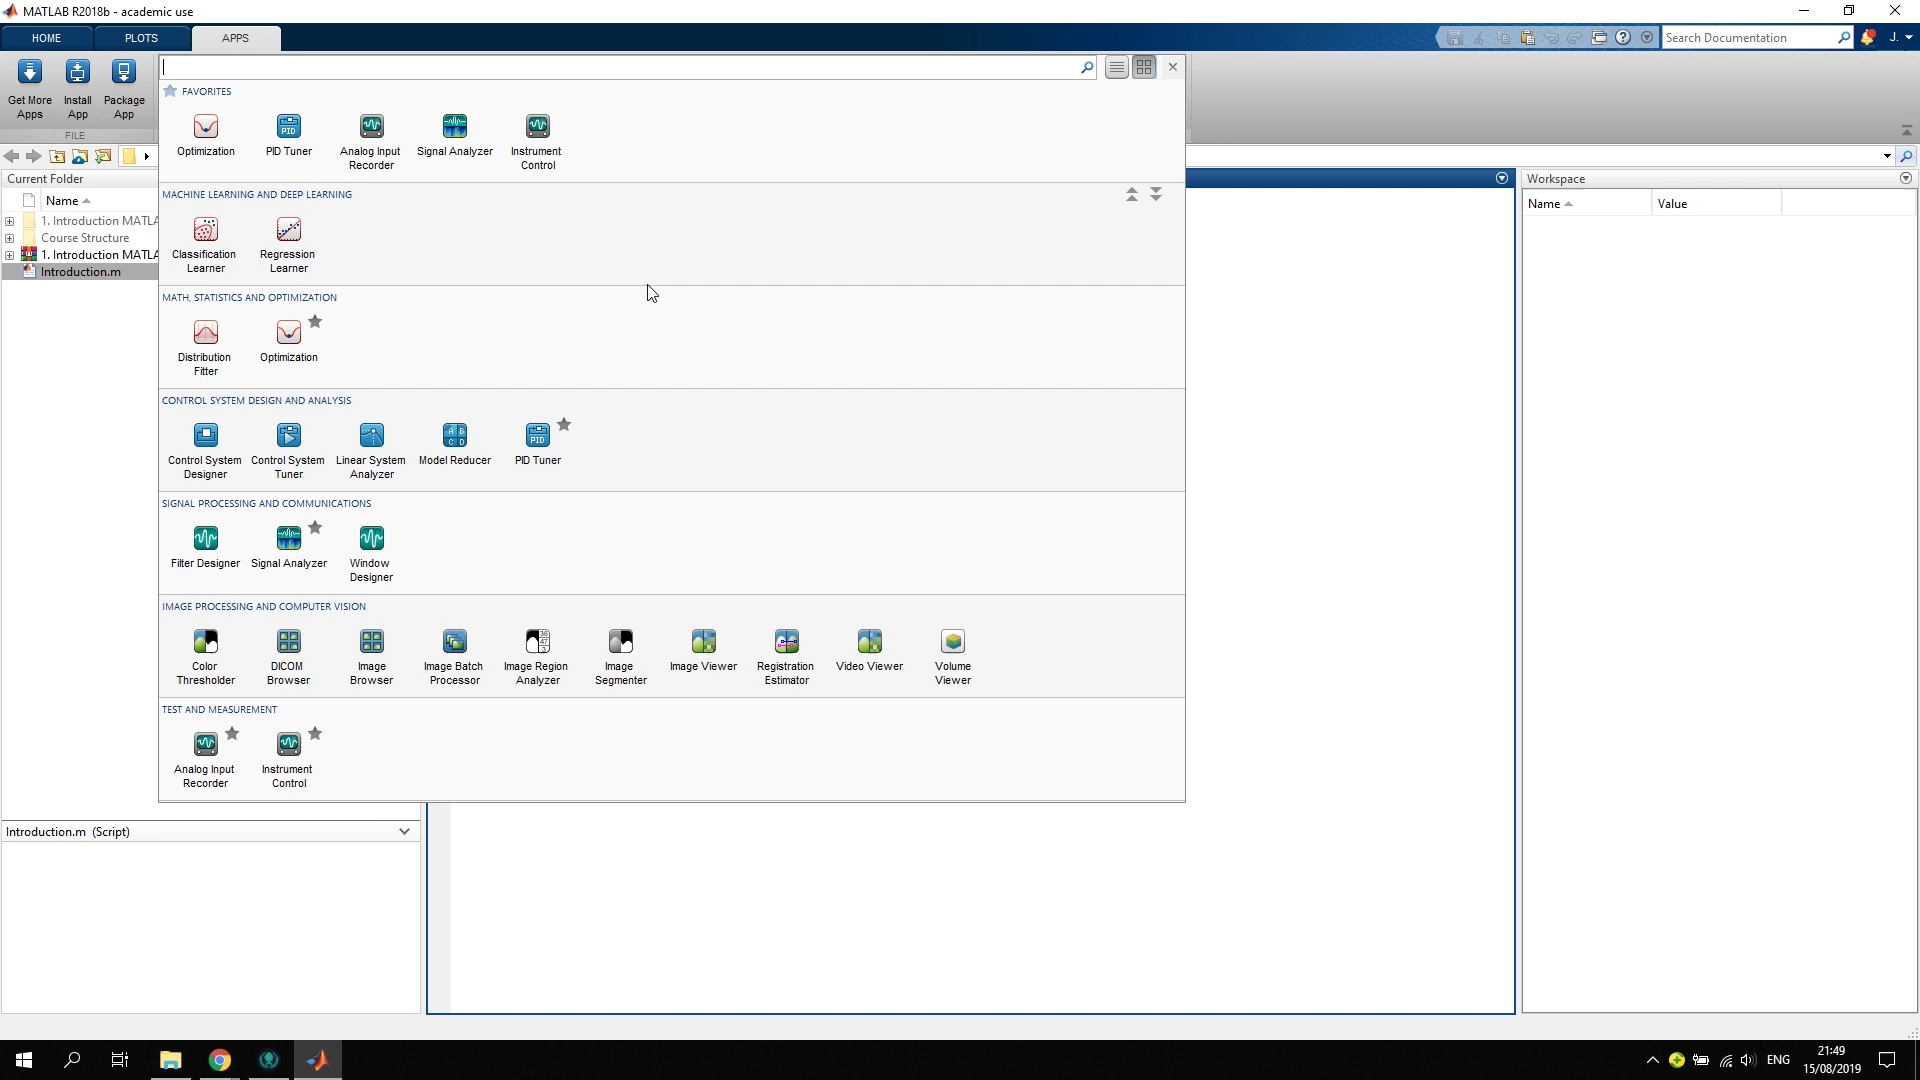 MATLAB R2018b - academic use
HOME
PLOTS
APPS
Search Documentation
J.
Get More Apps
Install App
Package App
FILE
FAVORITES
Optimization
PID Tuner
Analog Input Recorder
Signal Analyzer
Instrument Control
MACHINE LEARNING AND DEEP LEARNING
Classification Learner
Regression Learner
MATH, STATISTICS AND OPTIMIZATION
Distribution Fitter
Optimization
CONTROL SYSTEM DESIGN AND ANALYSIS
Control System Designer
Control System Tuner
Linear System Analyzer
Model Reducer
PID Tuner
SIGNAL PROCESSING AND COMMUNICATIONS
Filter Designer
Signal Analyzer
Window Designer
IMAGE PROCESSING AND COMPUTER VISION
Color Thresholder
DICOM Browser
Image Browser
Image Batch Processor
Image Region Analyzer
Image Segmenter
Image Viewer
Registration Estimator
Video Viewer
Volume Viewer
TEST AND MEASUREMENT
Analog Input Recorder
Instrument Control
Current Folder
Name
1. Introduction MATLA
Course Structure
1. Introduction MATLA
Introduction.m
Introduction.m (Script)
Workspace
Name
Value
ENG
21:49
15/08/2019